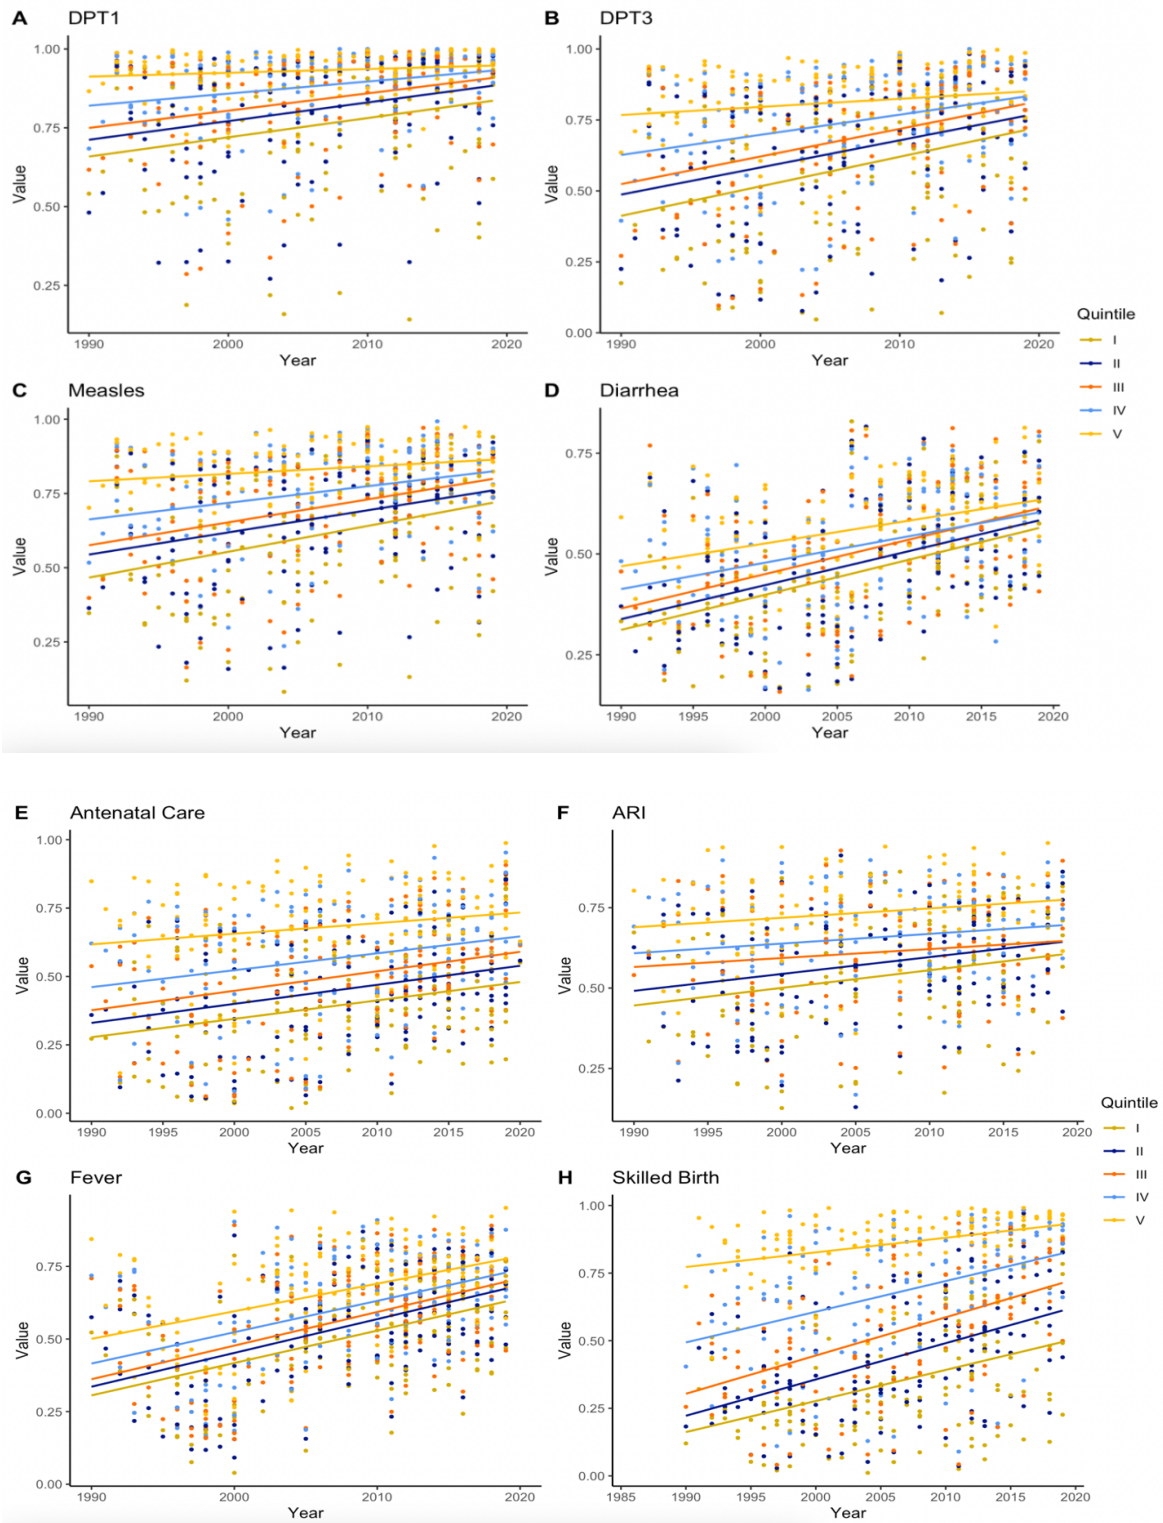 A DPT1
1.00
0.75
0.50
0.25
Value
1990 2000 2010 2020
Year
B DPT3
1.00
0.75
0.50
0.25
0.00
Value
1990 2000 2010 2020
Year
Quintile
I
II
III
IV
V
C Measles
1.00
0.75
0.50
0.25
Value
1990 2000 2010 2020
Year
D Diarrhea
0.75
0.50
0.25
Value
1990 1995 2000 2005 2010 2015 2020
Year
E Antenatal Care
1.00
0.75
0.50
0.25
0.00
Value
1990 1995 2000 2005 2010 2015 2020
Year
F ARI
0.75
0.50
0.25
Value
1990 1995 2000 2005 2010 2015 2020
Year
Quintile
I
II
III
IV
V
G Fever
0.75
0.50
0.25
0.00
Value
1990 2000 2010 2020
Year
H Skilled Birth
1.00
0.75
0.50
0.25
0.00
Value
1985 1990 1995 2000 2005 2010 2015 2020
Year